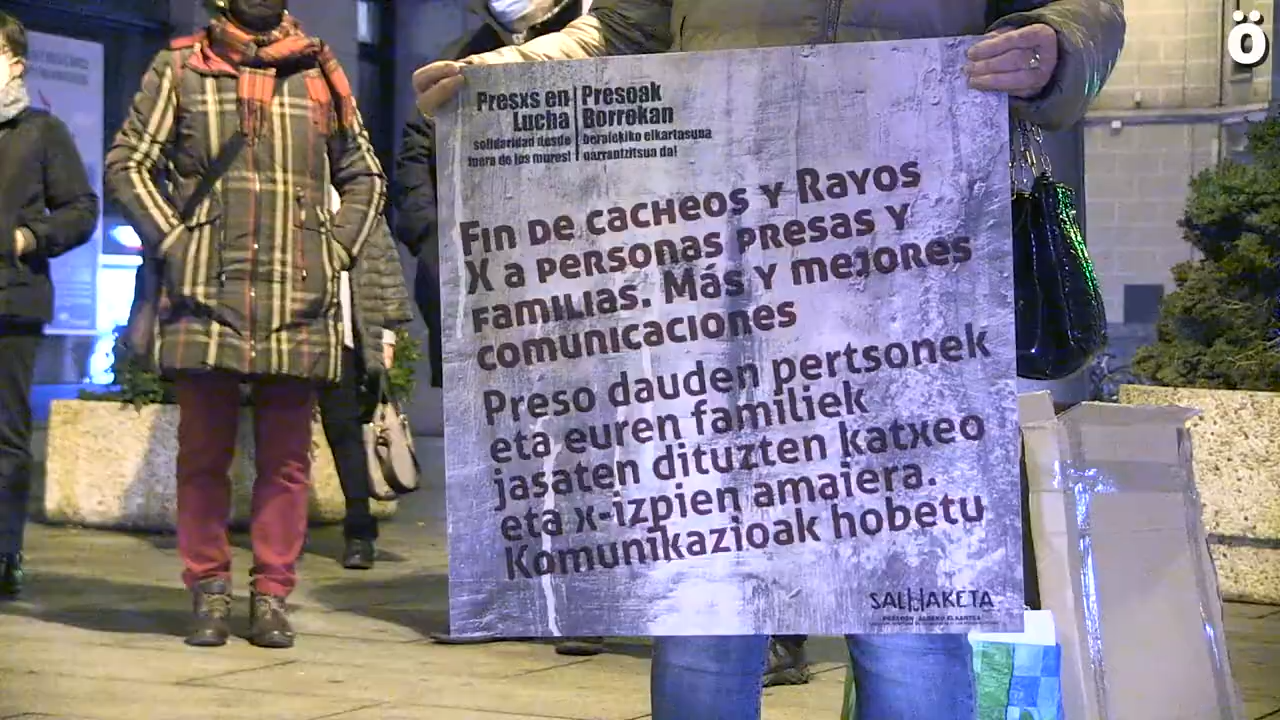 ö
Presxs en
Lucha
solidaridad desde
fuera de los muros!
Presoak
Borrokan
beraiekiko elkartasuna
garrantzitsua da!
Fin de cacheos y Rayos
X a personas presas y
familias. Más y mejores
comunicaciones
Preso dauden pertsonek
eta euren familiek
jasaten dituzten katxeo
eta x-izpien amaiera.
Komunikazioak hobetu
SALHAKETA